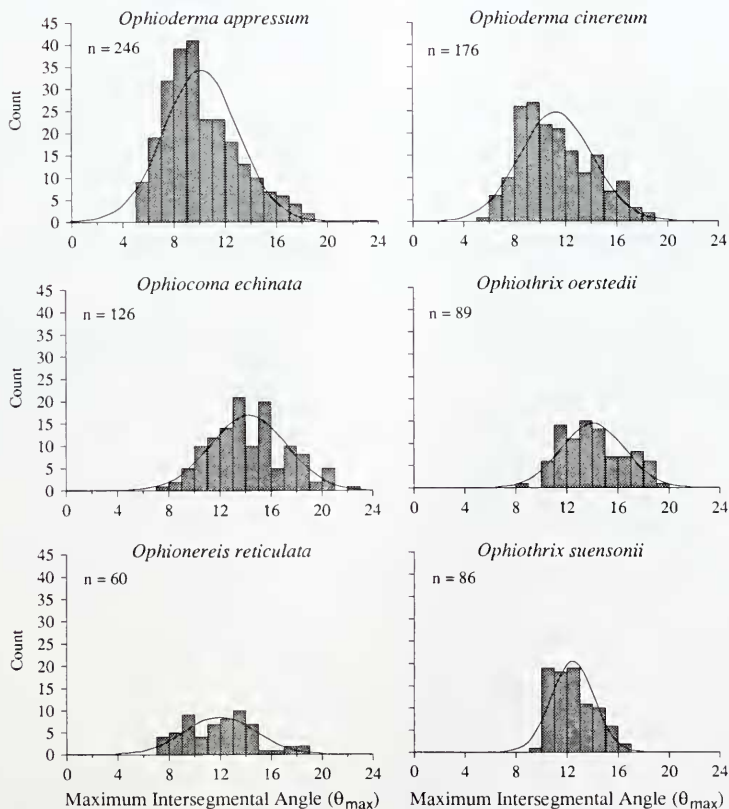 Ophioderma appressum
Ophioderma cinereum
45
40
35
30
25
20
15
10
5
0
Count
n = 246
n = 176
0 4 8 12 16 20 24
0 4 8 12 16 20 24
Ophiocoma echinata
Ophiothrix oerstedii
45
40
35
30
25
20
15
10
5
0
Count
n = 126
n = 89
0 4 8 12 16 20 24
0 4 8 12 16 20 24
Ophionereis reticulata
Ophiothrix suensonii
45
40
35
30
25
20
15
10
5
0
Count
n = 60
n = 86
0 4 8 12 16 20 24
0 4 8 12 16 20 24
Maximum Intersegmental Angle (θmax)
Maximum Intersegmental Angle (θmax)